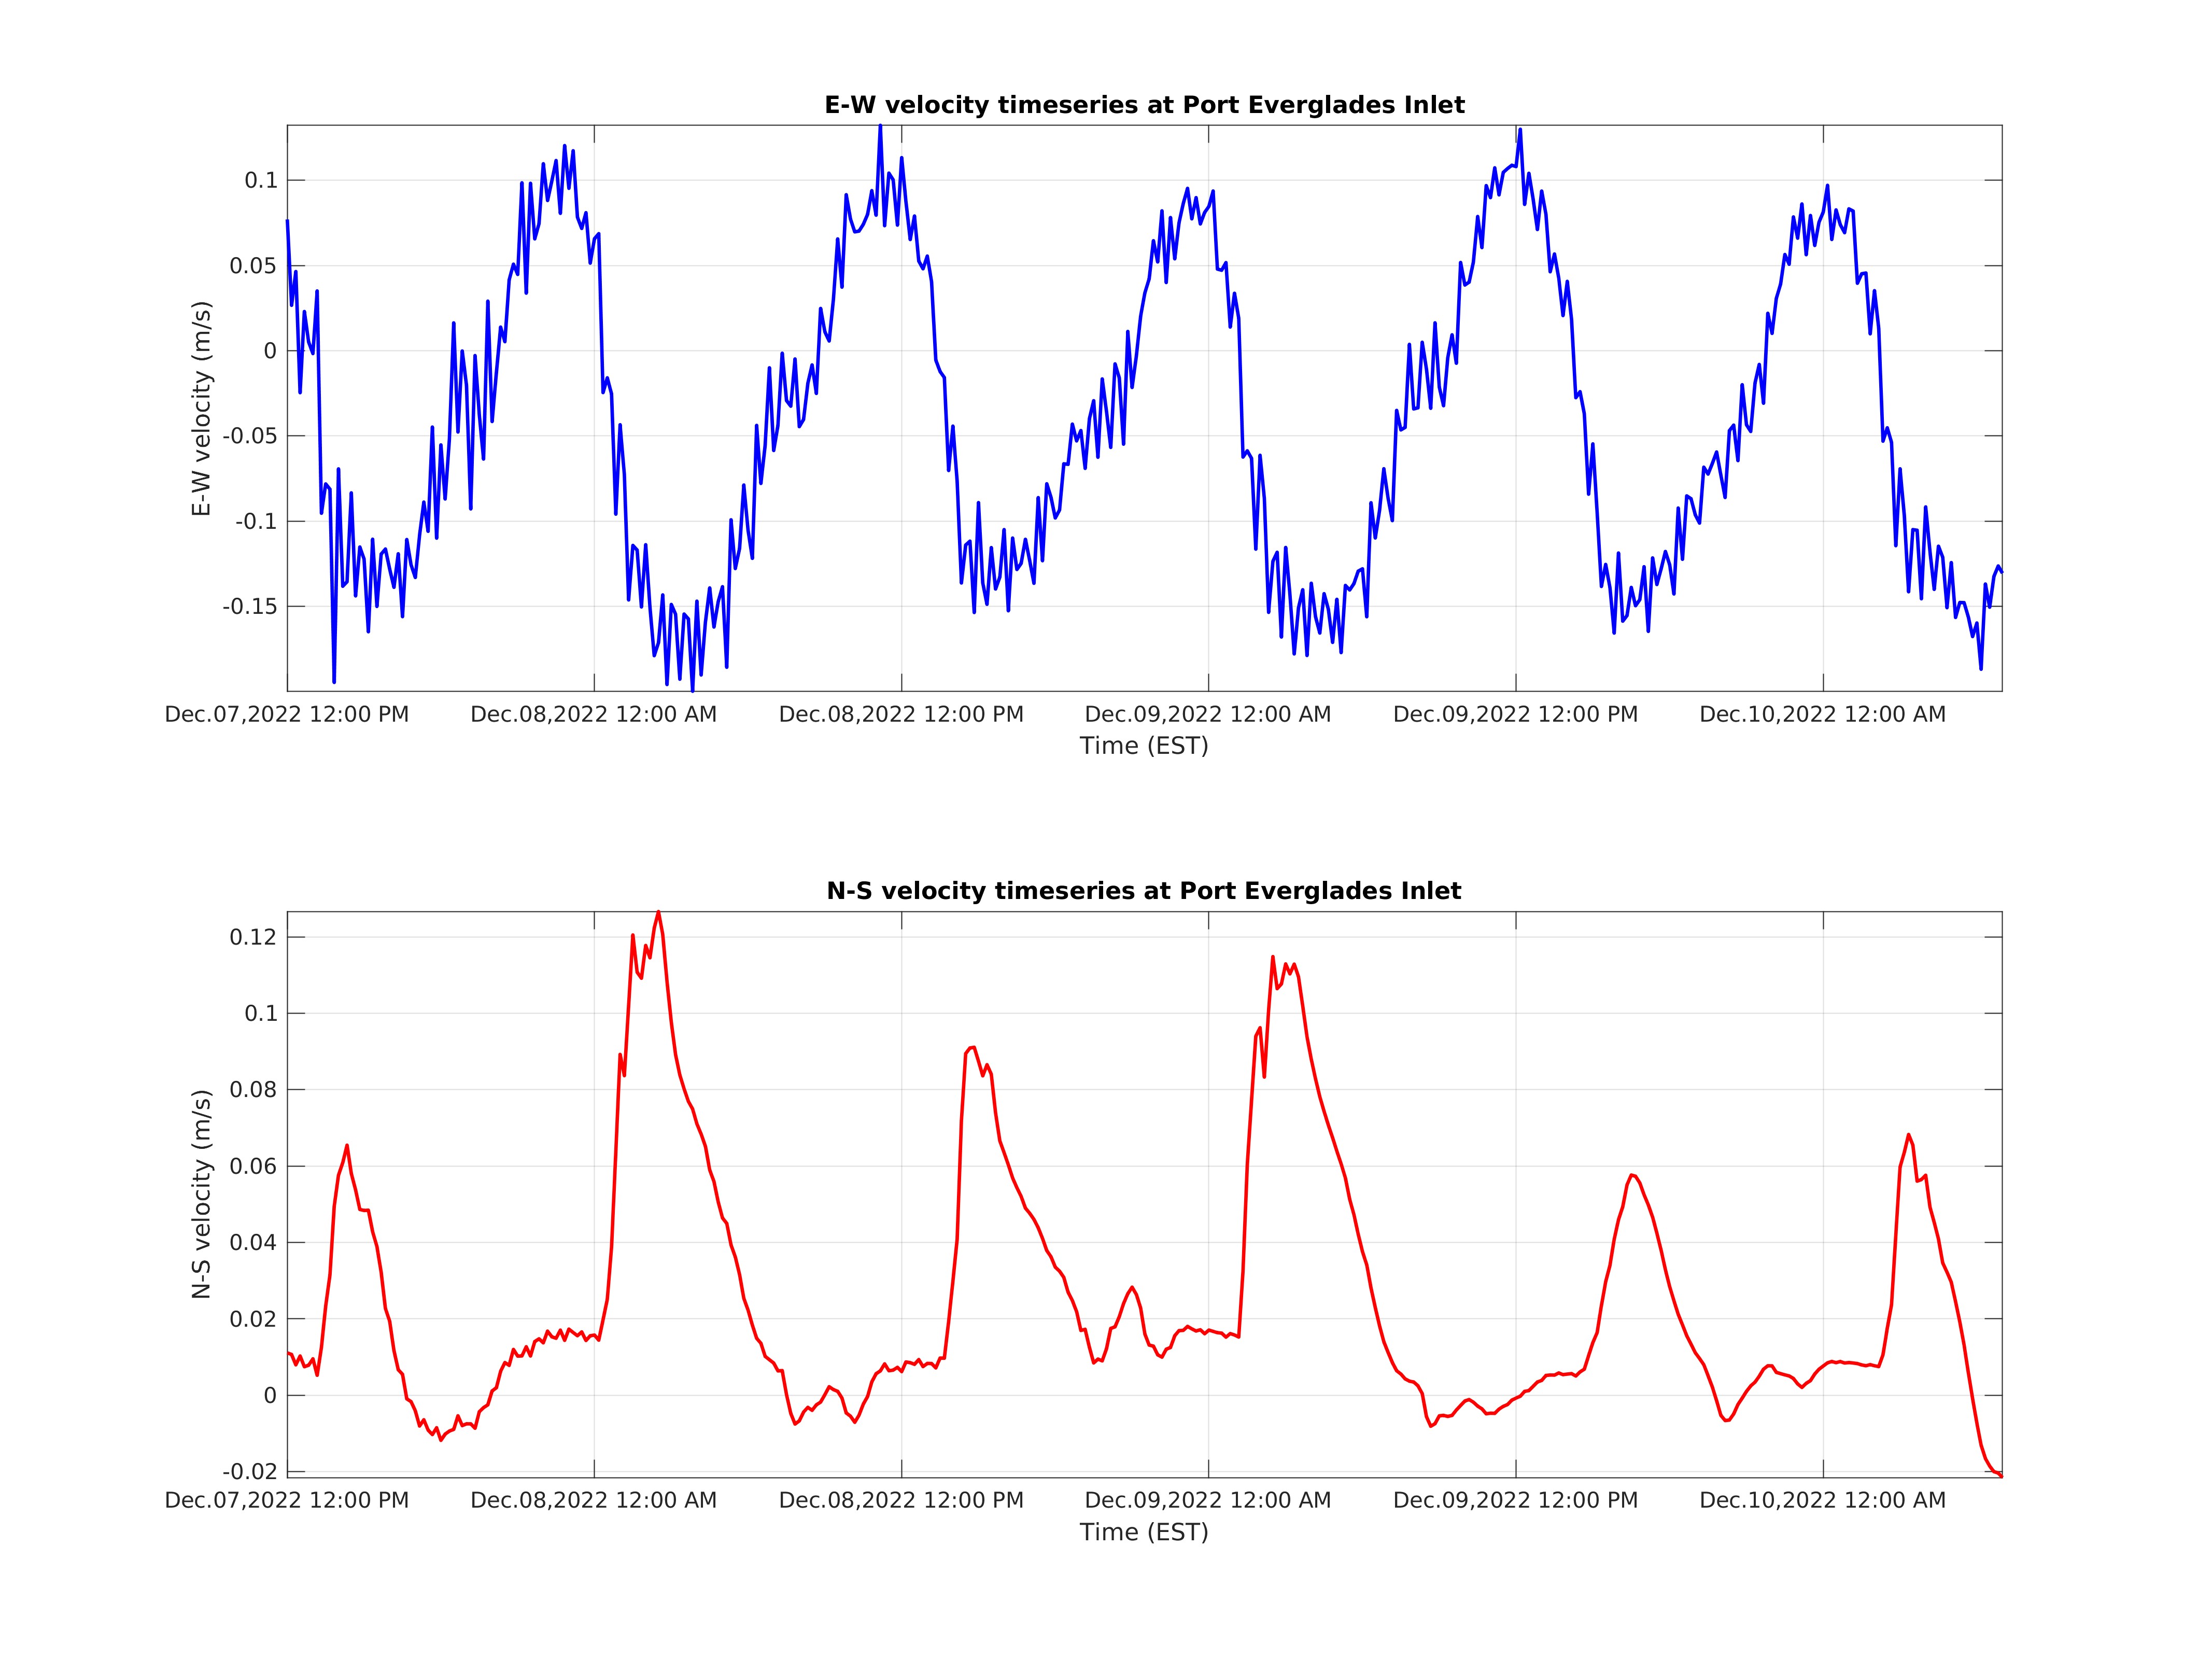 E-W velocity timeseries at Port Everglades Inlet
0.1
0.05
0
-0.05
-0.1
-0.15
E-W velocity (m/s)
Dec.07,2022 12:00 PM Dec.08,2022 12:00 AM Dec.08,2022 12:00 PM Dec.09,2022 12:00 AM Dec.09,2022 12:00 PM Dec.10,2022 12:00 AM
Time (EST)
N-S velocity timeseries at Port Everglades Inlet
0.12
0.1
0.08
0.06
0.04
0.02
0
-0.02
N-S velocity (m/s)
Dec.07,2022 12:00 PM Dec.08,2022 12:00 AM Dec.08,2022 12:00 PM Dec.09,2022 12:00 AM Dec.09,2022 12:00 PM Dec.10,2022 12:00 AM
Time (EST)